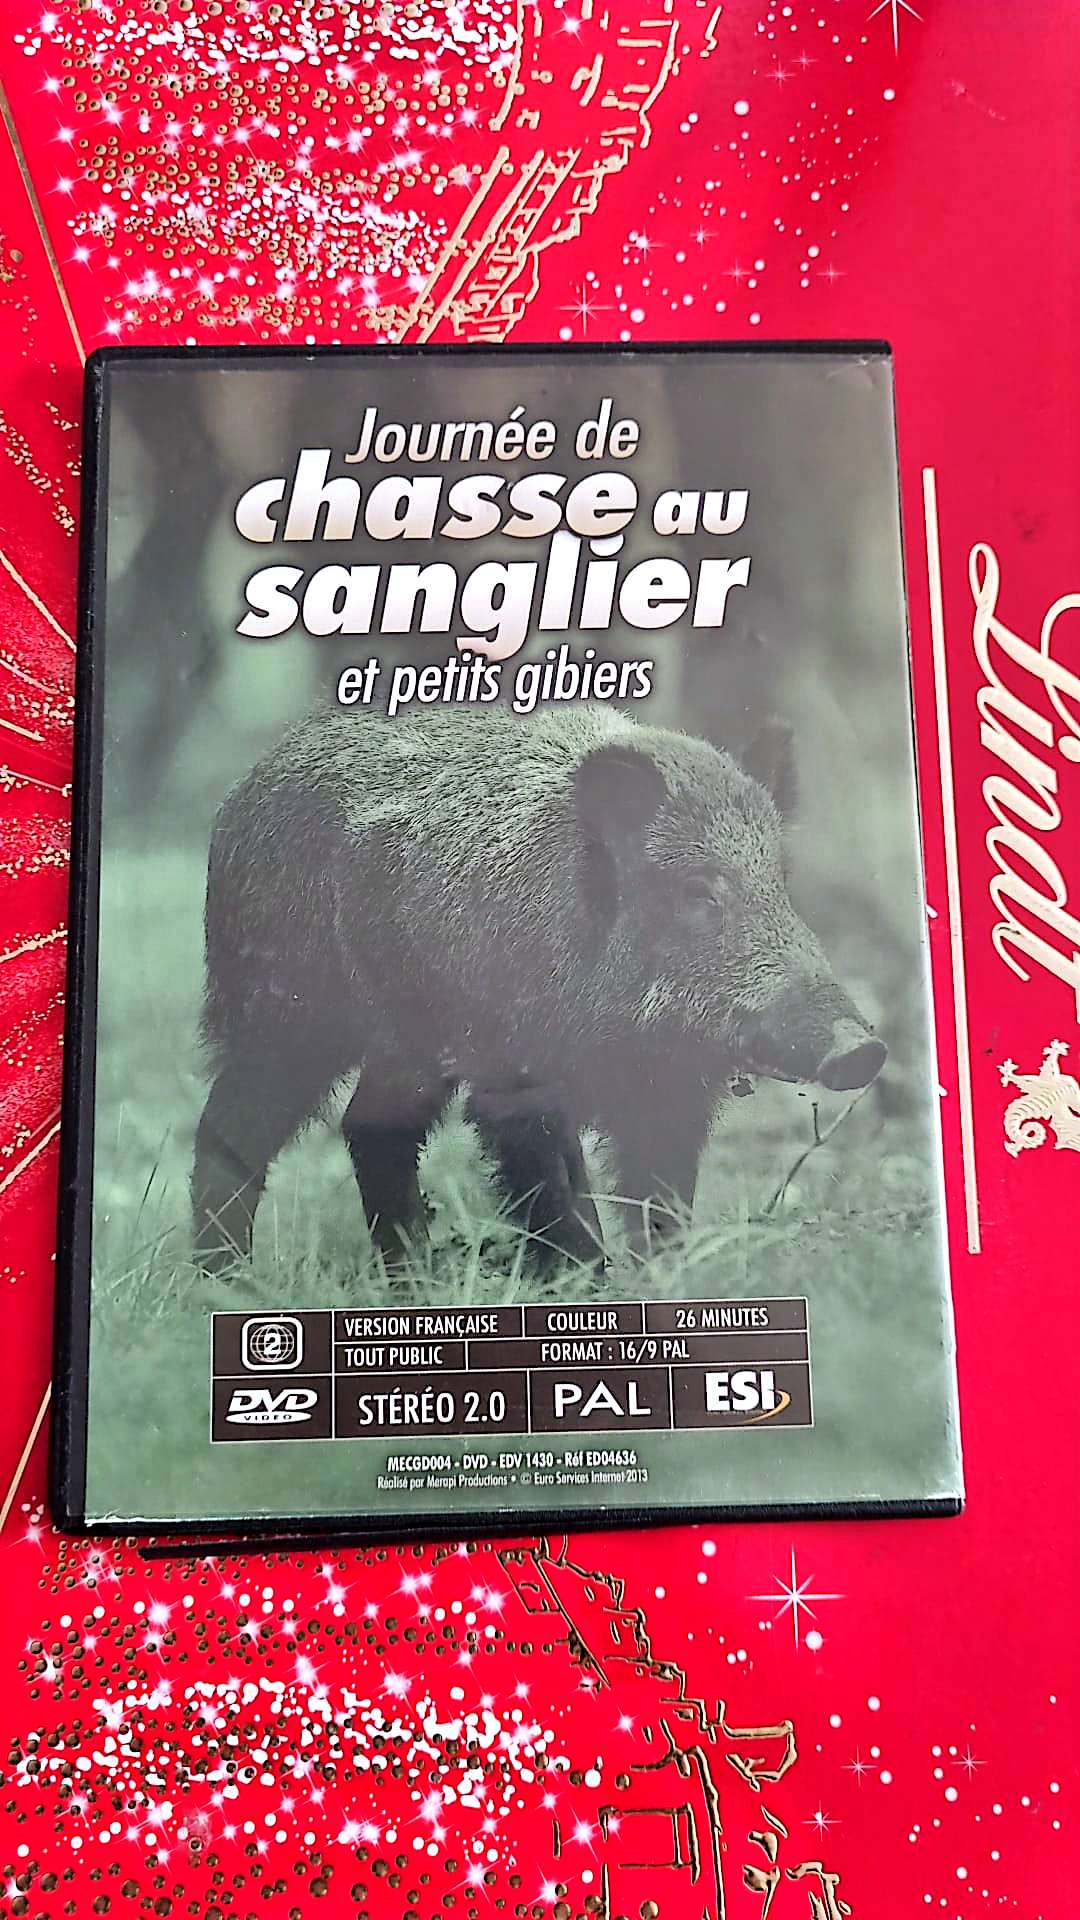 Journée de
chasse au
sanglier
et petits gibiers
2
VERSION FRANÇAISE
COULEUR
26 MINUTES
TOUT PUBLIC
FORMAT : 16/9 PAL
DVD
VIDEO
STÉRÉO 2.0
PAL
ESI
MECGD004 - DVD - EDV 1430 - Réf ED04636
Réalisé par Merapi Productions • © Euro Services Internet 2013
Lindt